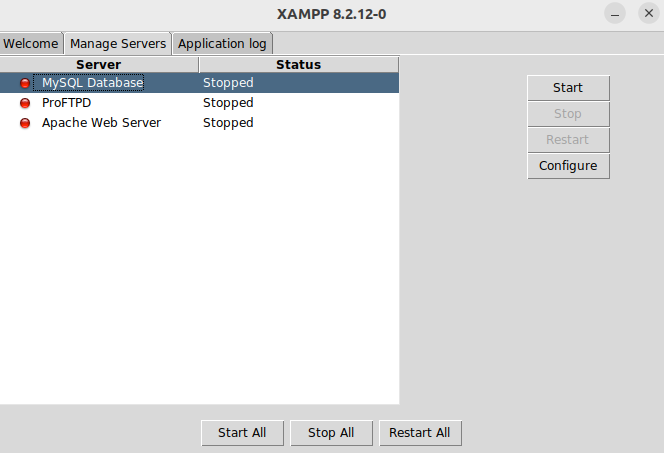 XAMPP 8.2.12-0
Welcome Manage Servers Application log
Server Status
MySQL Database Stopped
ProFTPD Stopped
Apache Web Server Stopped
Start
Stop
Restart
Configure
Start All Stop All Restart All